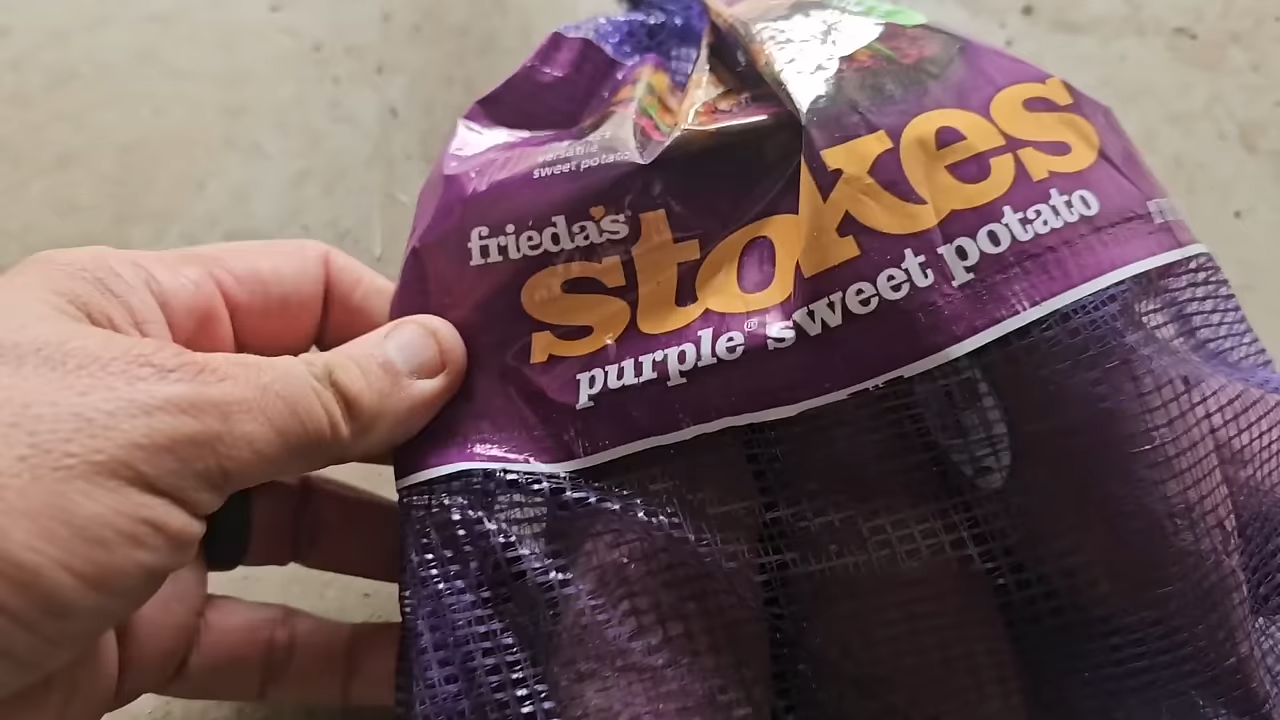 versatile
sweet potato
frieda's
stokes
purple® sweet potato